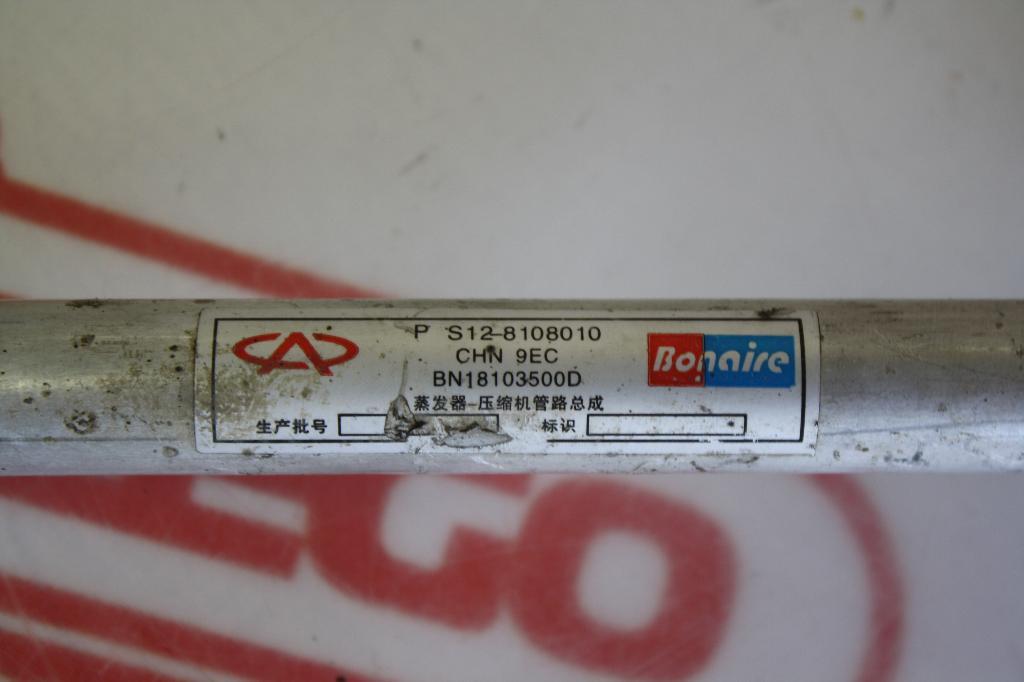 P S12-8108010
CHN 9EC
BN18103500D
蒸发器-压缩机管路总成
生产批号 标识
Bonaire